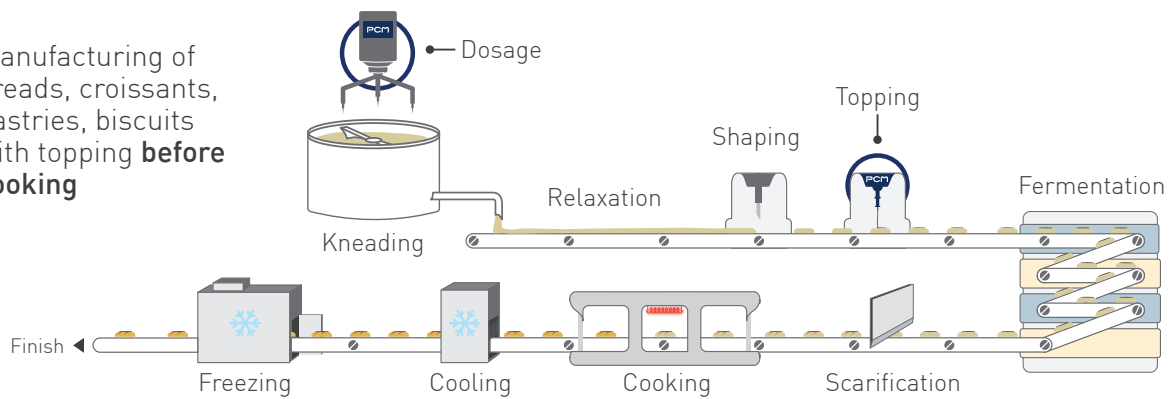 anufacturing of
reads, croissants,
astries, biscuits
ith topping before
ooking
PCM
Dosage
Kneading
Relaxation
Shaping
Topping
PCM
Fermentation
Finish
Freezing
Cooling
Cooking
Scarification